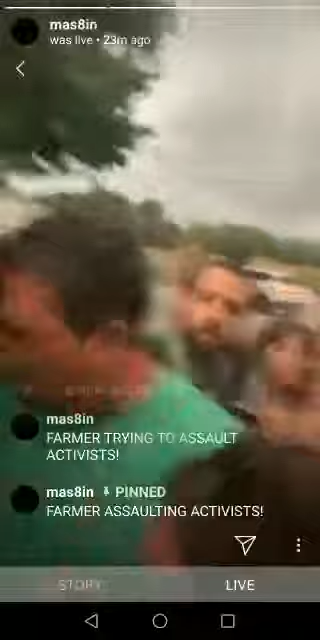 mas8in
was live • 23m ago
mas8in
FARMER TRYING TO ASSAULT
ACTIVISTS!
mas8in PINNED
FARMER ASSAULTING ACTIVISTS!
STORY
LIVE